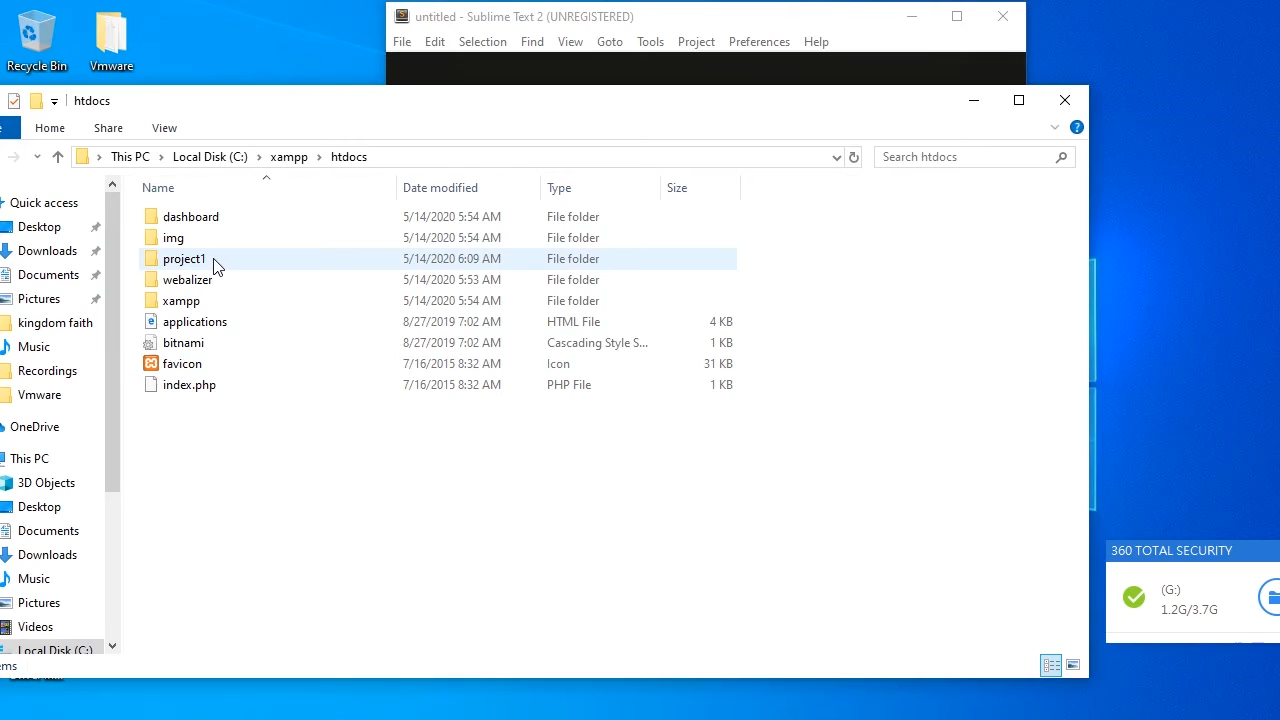 Recycle Bin
Vmware
untitled - Sublime Text 2 (UNREGISTERED)
File Edit Selection Find View Goto Tools Project Preferences Help
htdocs
Home Share View
This PC > Local Disk (C:) > xampp > htdocs
Search htdocs
Name Date modified Type Size
dashboard 5/14/2020 5:54 AM File folder
img 5/14/2020 5:54 AM File folder
project1 5/14/2020 6:09 AM File folder
webalizer 5/14/2020 5:53 AM File folder
xampp 5/14/2020 5:54 AM File folder
applications 8/27/2019 7:02 AM HTML File 4 KB
bitnami 8/27/2019 7:02 AM Cascading Style S... 1 KB
favicon 7/16/2015 8:32 AM Icon 31 KB
index.php 7/16/2015 8:32 AM PHP File 1 KB
Quick access
Desktop
Downloads
Documents
Pictures
kingdom faith
Music
Recordings
Vmware
OneDrive
This PC
3D Objects
Desktop
Documents
Downloads
Music
Pictures
Videos
Local Disk (C:)
ems
360 TOTAL SECURITY
(G:)
1.2G/3.7G